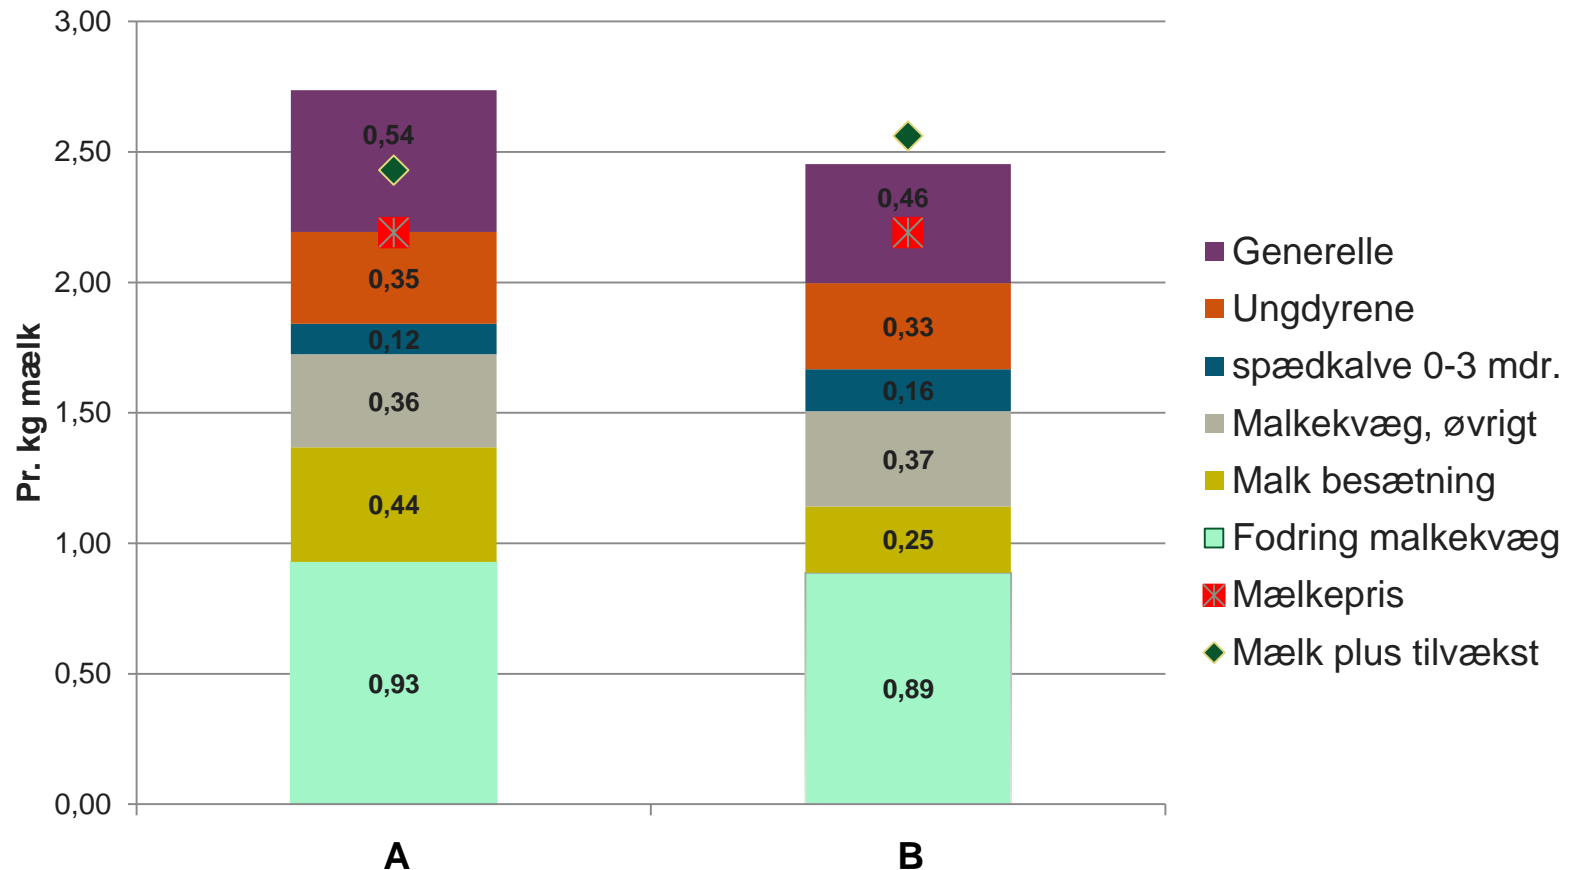 3,00
2,50
2,00
1,50
1,00
0,50
0,00
Pr. kg mælk
0,54
0,35
0,12
0,36
0,44
0,93
0,46
0,33
0,16
0,37
0,25
0,89
A
B
Generelle
Ungdyrene
spædkalve 0-3 mdr.
Malkekvæg, øvrigt
Malk besætning
Fodring malkekvæg
Mælkepris
Mælk plus tilvækst